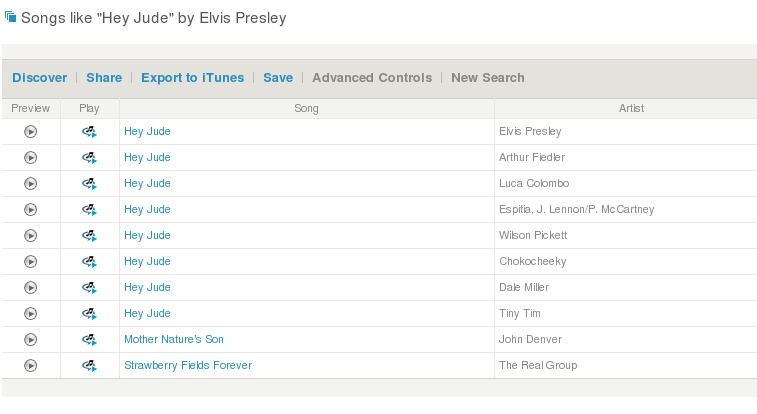 Songs like "Hey Jude" by Elvis Presley
Discover Share Export to iTunes Save Advanced Controls New Search
Preview Play Song Artist
Hey Jude Elvis Presley
Hey Jude Arthur Fiedler
Hey Jude Luca Colombo
Hey Jude Espitia, J. Lennon/P. McCartney
Hey Jude Wilson Pickett
Hey Jude Chokocheeky
Hey Jude Dale Miller
Hey Jude Tiny Tim
Mother Nature's Son John Denver
Strawberry Fields Forever The Real Group